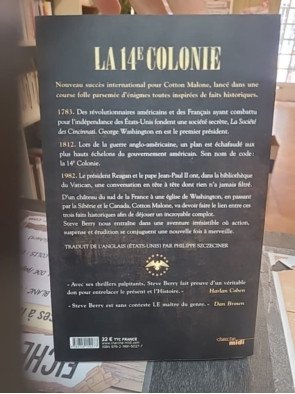 LA 14E COLONIE
Nouveau succès international pour Cotton Malone, lancé dans une
course folle parsemée d'énigmes toutes inspirées de faits historiques.
1783. Des révolutionnaires américains et des Français ayant combattu
pour l'indépendance des États-Unis fondent une société secrète, La Société
des Cincinnati. George Washington en est le premier président.
1812. Lors de la guerre anglo-américaine, un plan est échafaudé aux
plus hauts échelons du gouvernement américain. Son nom de code :
la 14e Colonie.
1982. Le président Reagan et le pape Jean-Paul II ont, dans la bibliothèque
du Vatican, une conversation en tête à tête dont rien n'a jamais filtré.
D'un château du sud de la France à une église de Washington, en passant
par la Sibérie et le Canada, Cotton Malone, va devoir faire le lien entre ces
trois faits historiques afin de déjouer un incroyable complot.
Steve Berry nous entraîne dans une aventure irrésistible où action,
suspense et érudition se conjuguent une nouvelle fois à merveille.
TRADUIT DE L'ANGLAIS (ÉTATS-UNIS) PAR PHILIPPE SZCZECINER
« Avec ses thrillers palpitants, Steve Berry fait preuve d'un véritable
don pour entrelacer le présent et l'Histoire. » Harlan Coben
« Steve Berry est sans conteste LE maître du genre. » Dan Brown
22 € TTC FRANCE
cherche
midi
FICHE